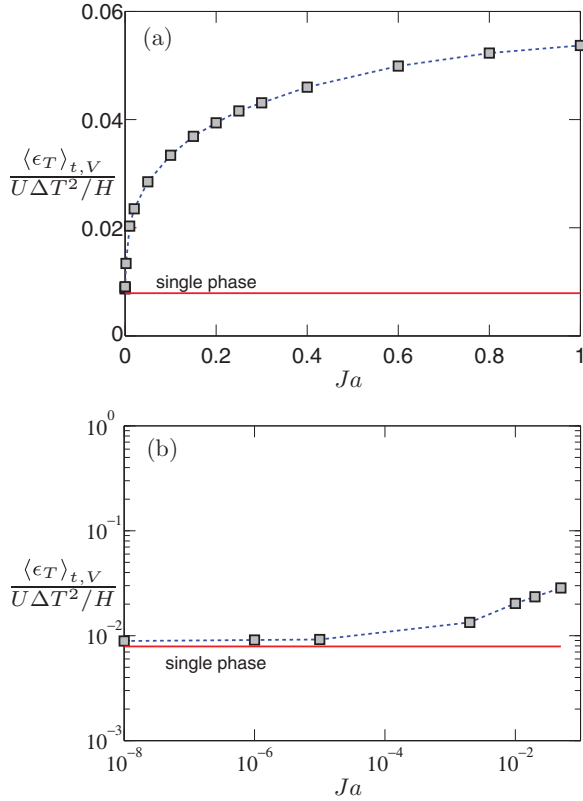 (a)
0.06
0.04
⟨ϵ_T⟩_{t,V}
UΔT²/H
0.02
single phase
0
0 0.2 0.4 0.6 0.8 1
Ja
(b)
10⁰
10⁻¹
⟨ϵ_T⟩_{t,V}
UΔT²/H
10⁻²
single phase
10⁻³
10⁻⁸ 10⁻⁶ 10⁻⁴ 10⁻²
Ja